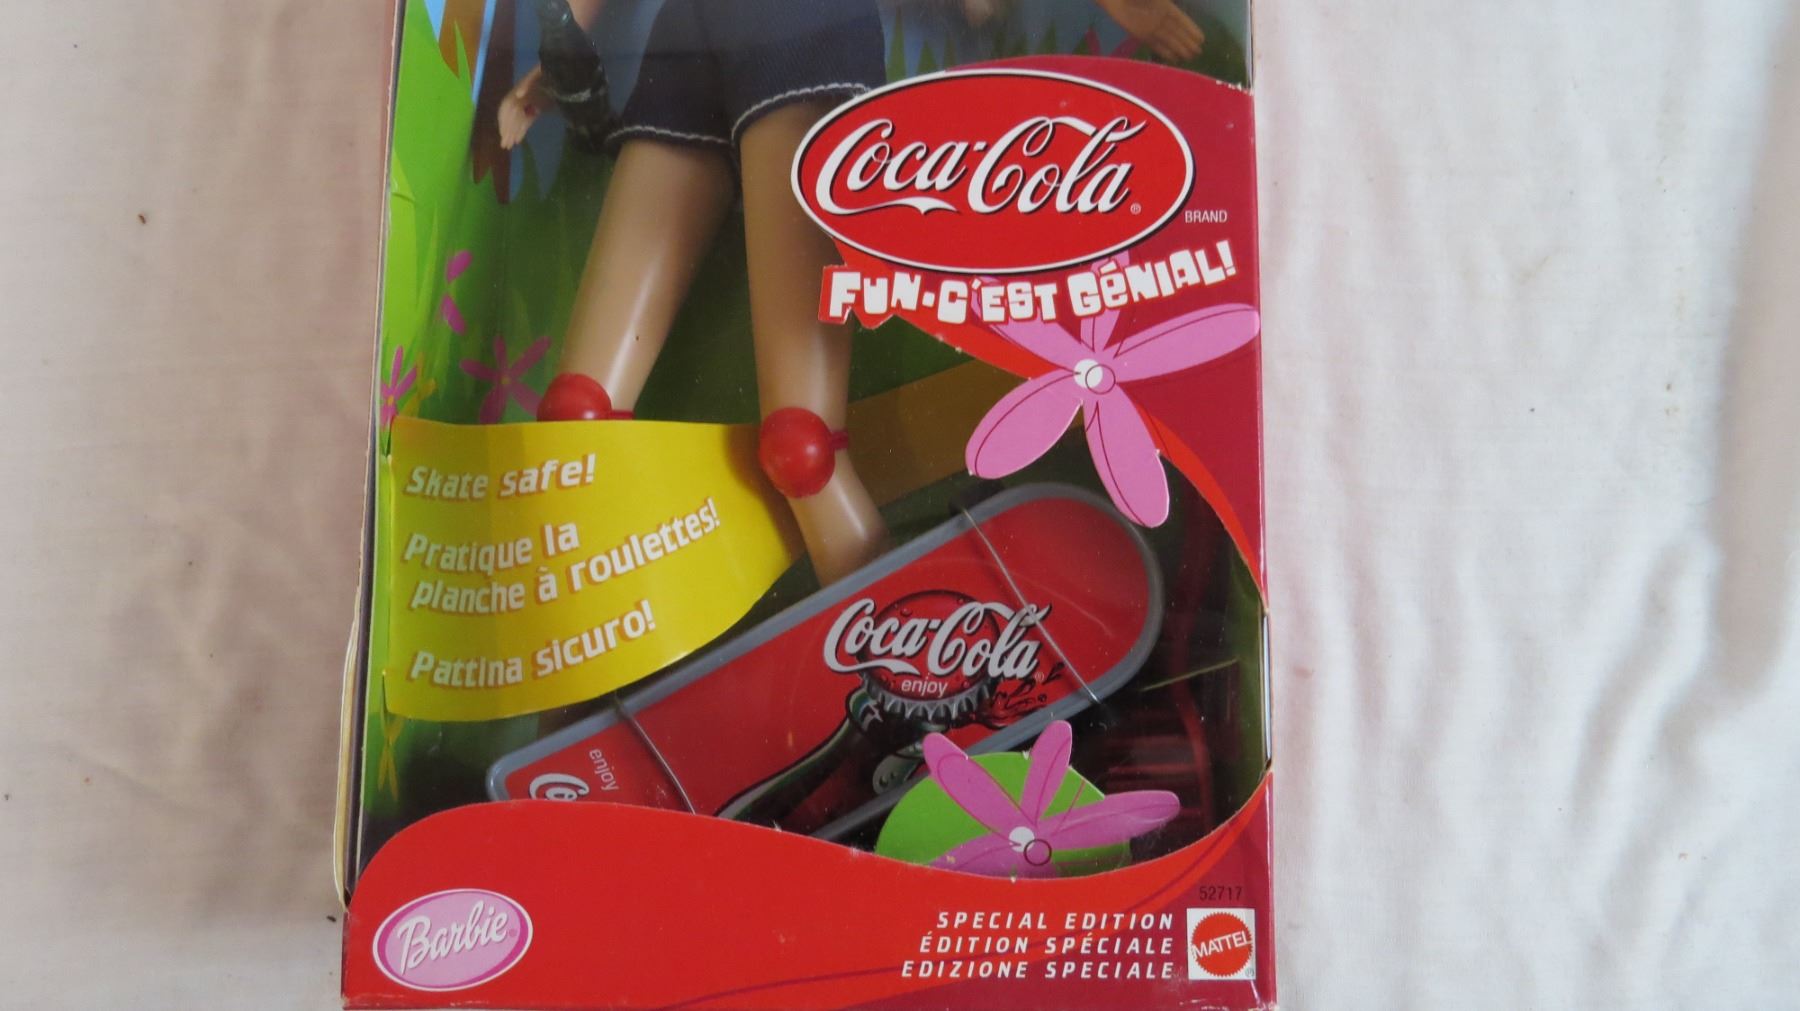 Coca-Cola ®
BRAND
FUN•C'EST GÉNIAL!
Skate safe!
Pratique la
planche à roulettes!
Pattina sicuro!
Coca-Cola ®
enjoy
enjoy
Co
Barbie ®
52717
SPECIAL EDITION
ÉDITION SPÉCIALE
EDIZIONE SPECIALE
MATTEL ®